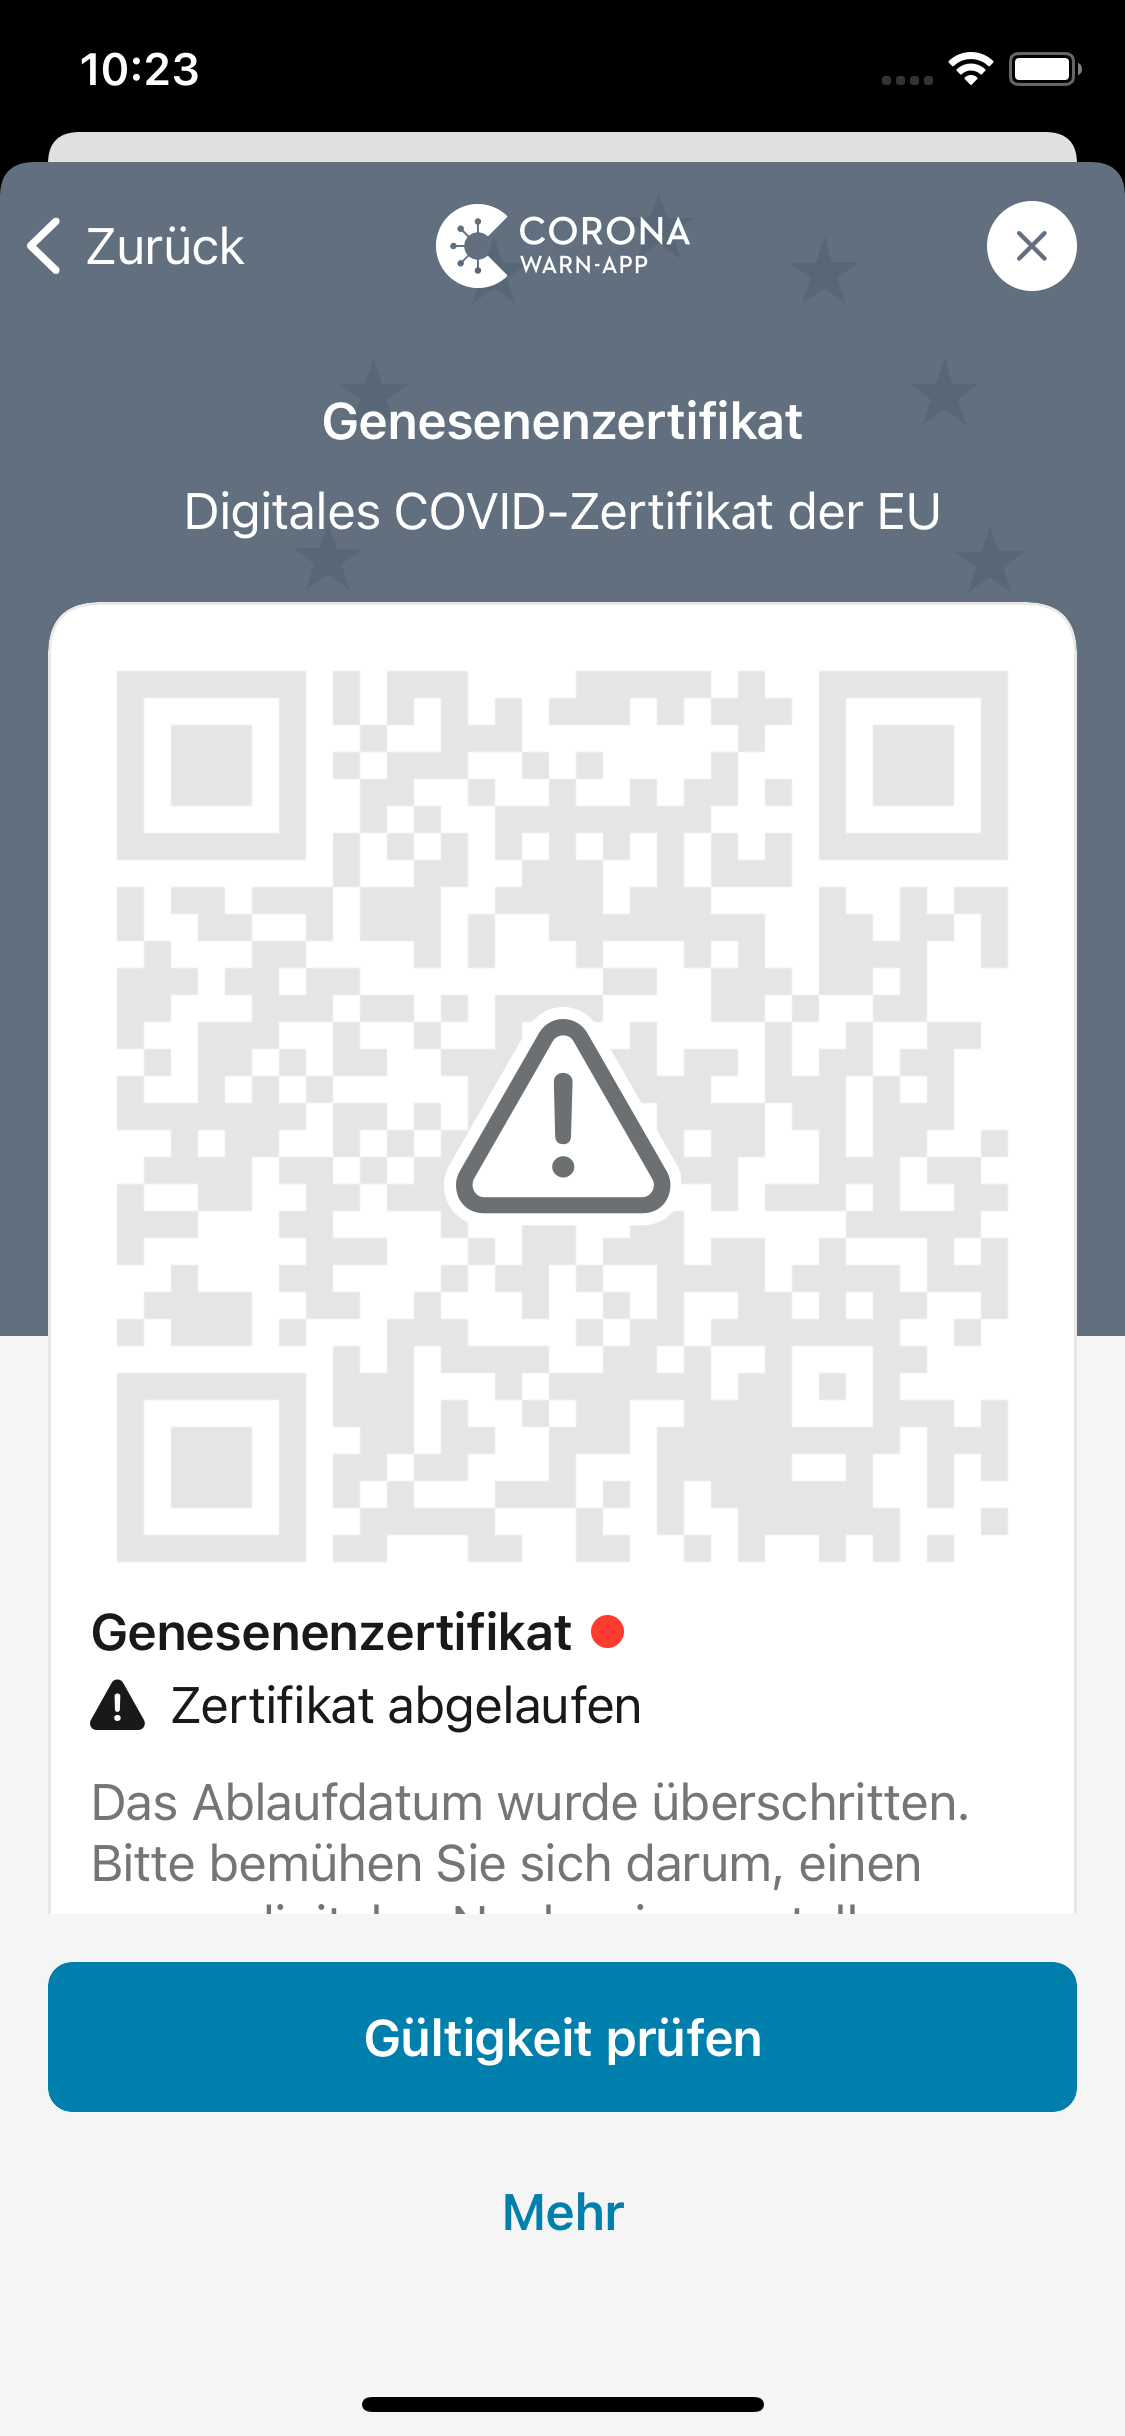 10:23
Zurück
CORONA
WARN-APP
Genesenenzertifikat
Digitales COVID-Zertifikat der EU
Genesenenzertifikat
Zertifikat abgelaufen
Das Ablaufdatum wurde überschritten.
Bitte bemühen Sie sich darum, einen
Gültigkeit prüfen
Mehr